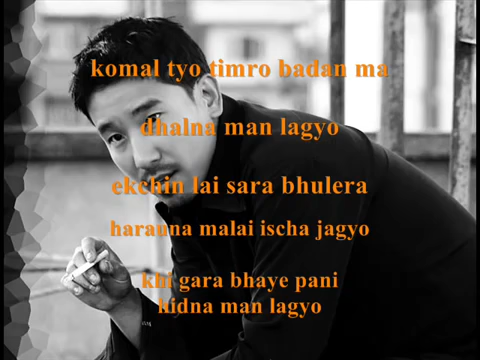 komal tyo timro badan ma
dhalna man lagyo
ekchin lai sara bhulera
harauna malai ischa jagyo
khi gara bhaye pani
hidna man lagyo